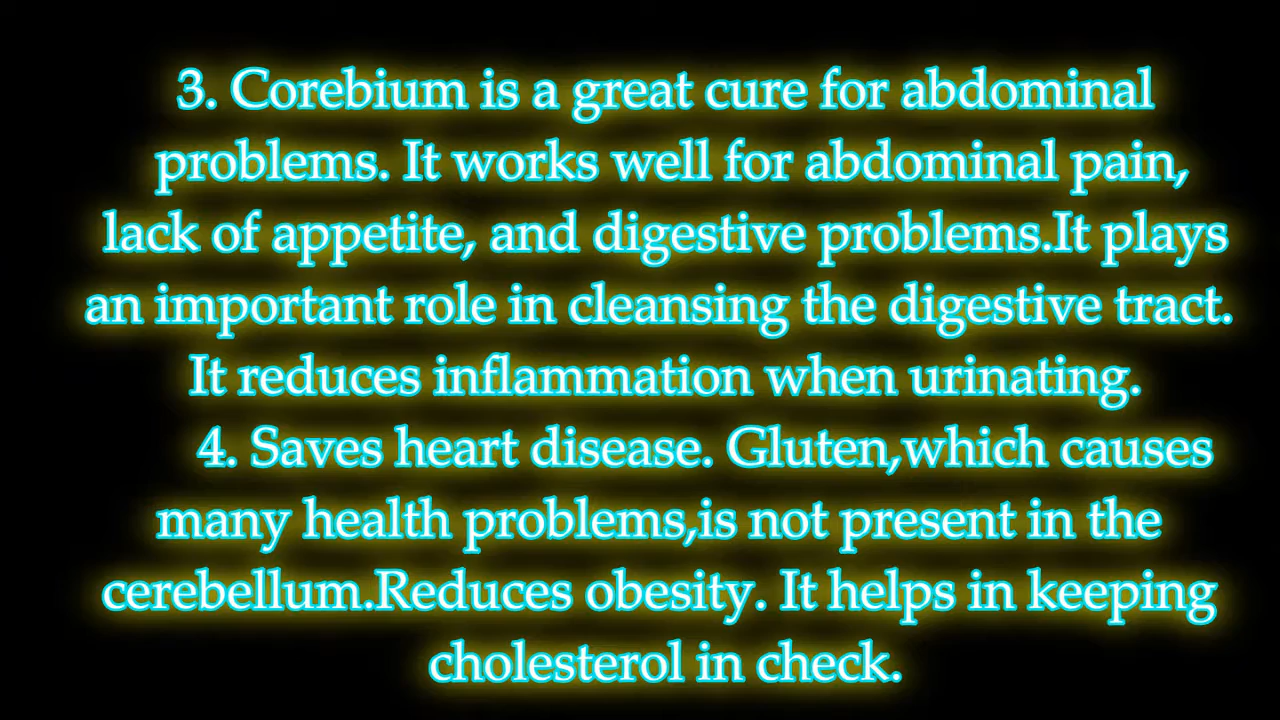 3. Corebium is a great cure for abdominal
problems. It works well for abdominal pain,
lack of appetite, and digestive problems.It plays
an important role in cleansing the digestive tract.
It reduces inflammation when urinating.
4. Saves heart disease. Gluten,which causes
many health problems,is not present in the
cerebellum.Reduces obesity. It helps in keeping
cholesterol in check.